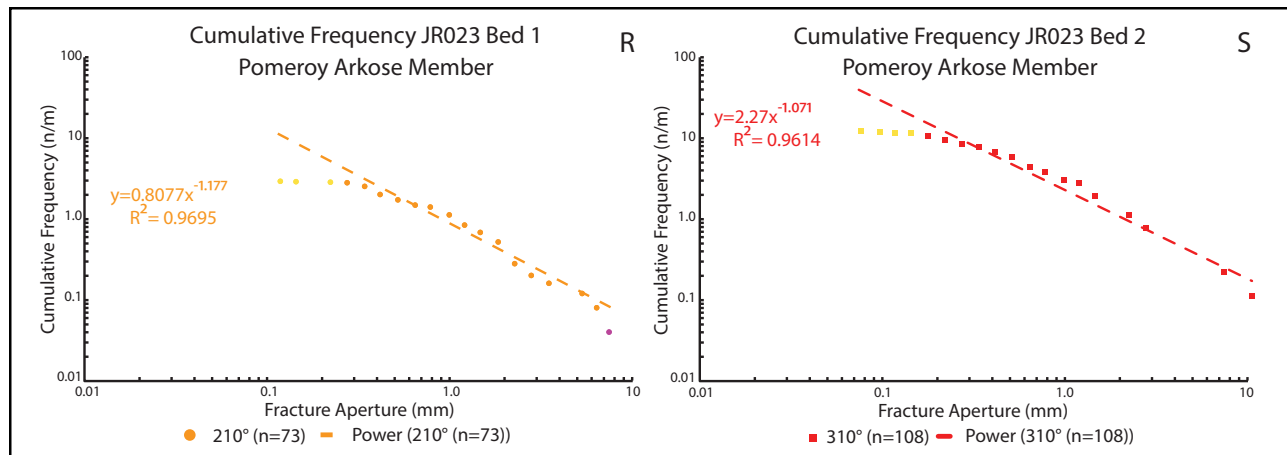 Cumulative Frequency JR023 Bed 1
Pomeroy Arkose Member
R
100
10
1.0
0.1
0.01
Cumulative Frequency (n/m)
y=0.8077x^-1.177
R²= 0.9695
0.01
0.1
1.0
10
Fracture Aperture (mm)
210° (n=73)
Power (210° (n=73))
Cumulative Frequency JR023 Bed 2
Pomeroy Arkose Member
S
100
10
1.0
0.1
0.01
Cumulative Frequency (n/m)
y=2.27x^-1.071
R²= 0.9614
0.01
0.1
1.0
10
Fracture Aperture (mm)
310° (n=108)
Power (310° (n=108))